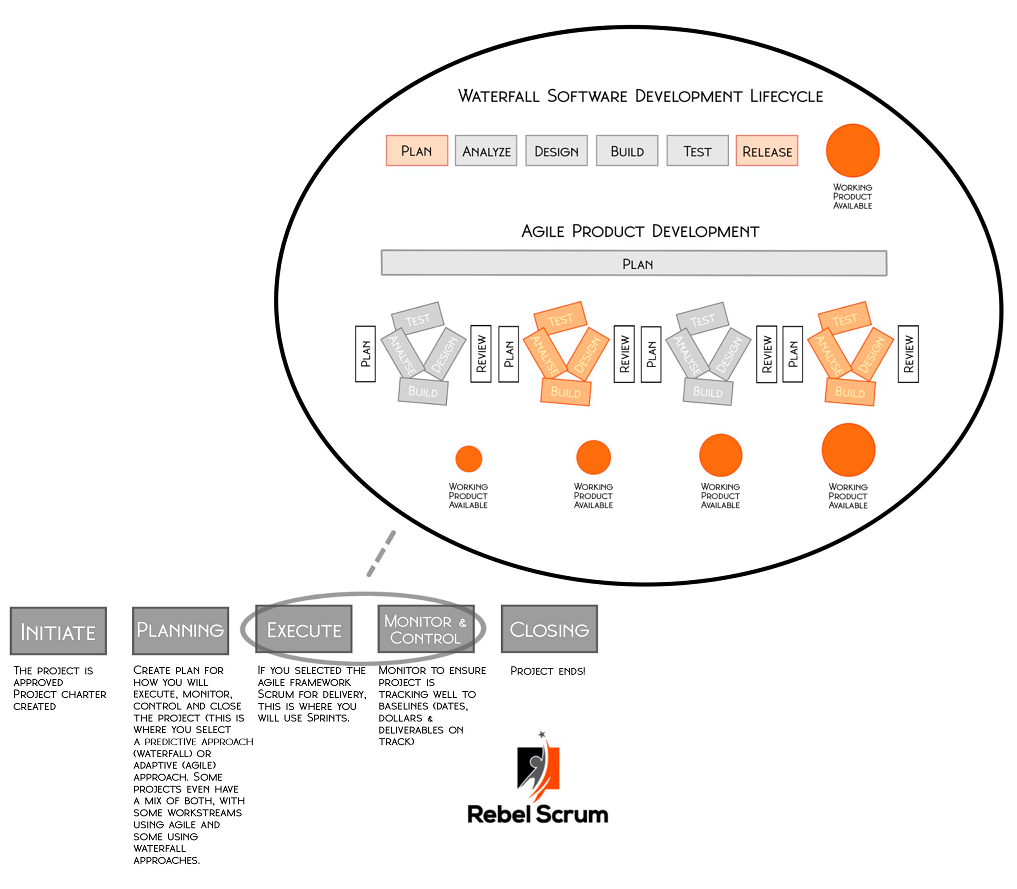 Waterfall Software Development Lifecycle
Plan
Analyze
Design
Build
Test
Release
Working
Product
Available
Agile Product Development
Plan
Plan
Test
Analyse
Design
Build
Review
Plan
Test
Analyse
Design
Build
Review
Plan
Test
Analyse
Design
Build
Review
Plan
Test
Analyse
Design
Build
Review
Working
Product
Available
Working
Product
Available
Working
Product
Available
Working
Product
Available
Initiate
The project is
approved
Project charter
created
Planning
Create plan for
how you will
execute, monitor,
control and close
the project (this is
where you select
a predictive approach
(waterfall) or
adaptive (agile)
approach. Some
projects even have
a mix of both, with
some workstreams
using agile and
some using
waterfall
approaches.
Execute
If you selected the
agile framework
Scrum for delivery,
this is where you
will use Sprints.
Monitor &
Control
Monitor to ensure
project is
tracking well to
baselines (dates,
dollars &
deliverables on
track)
Closing
Project ends!
Rebel Scrum